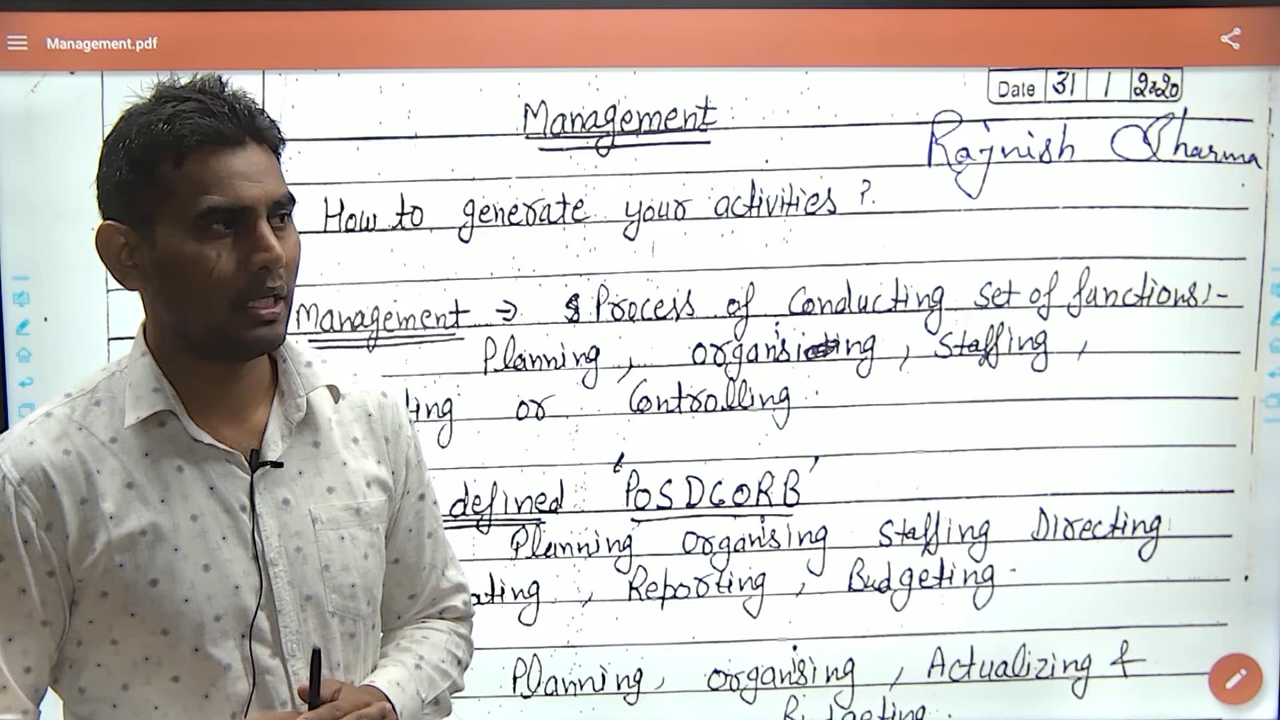 Management.pdf
Date 31 1 2020
Management
Rajnish Sharma
How to generate your activities ?
Management → Process of Conducting set of functions:-
Planning, organsising, Staffing,
ting or Controlling.
defined 'POSDCORB'
Planning organising Staffing Directing
ating, Reporting, Budgeting.
Planning, organising, Actualizing &